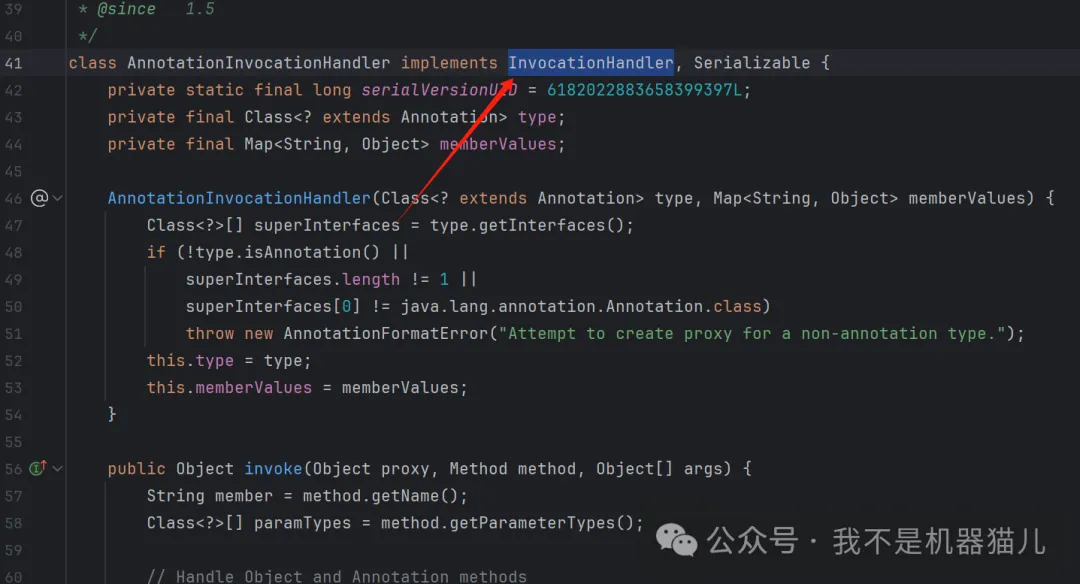 39 * @since 1.5
40 */
41 class AnnotationInvocationHandler implements InvocationHandler, Serializable {
42 private static final long serialVersionUID = 6182022883658399397L;
43 private final Class<? extends Annotation> type;
44 private final Map<String, Object> memberValues;
45
46 AnnotationInvocationHandler(Class<? extends Annotation> type, Map<String, Object> memberValues) {
47 Class<?>[] superInterfaces = type.getInterfaces();
48 if (!type.isAnnotation() ||
49 superInterfaces.length != 1 ||
50 superInterfaces[0] != java.lang.annotation.Annotation.class)
51 throw new AnnotationFormatError("Attempt to create proxy for a non-annotation type.");
52 this.type = type;
53 this.memberValues = memberValues;
54 }
55
56 public Object invoke(Object proxy, Method method, Object[] args) {
57 String member = method.getName();
58 Class<?>[] paramTypes = method.getParameterTypes();
59
60 // Handle Object and Annotation methods
公众号 · 我不是机器猫儿